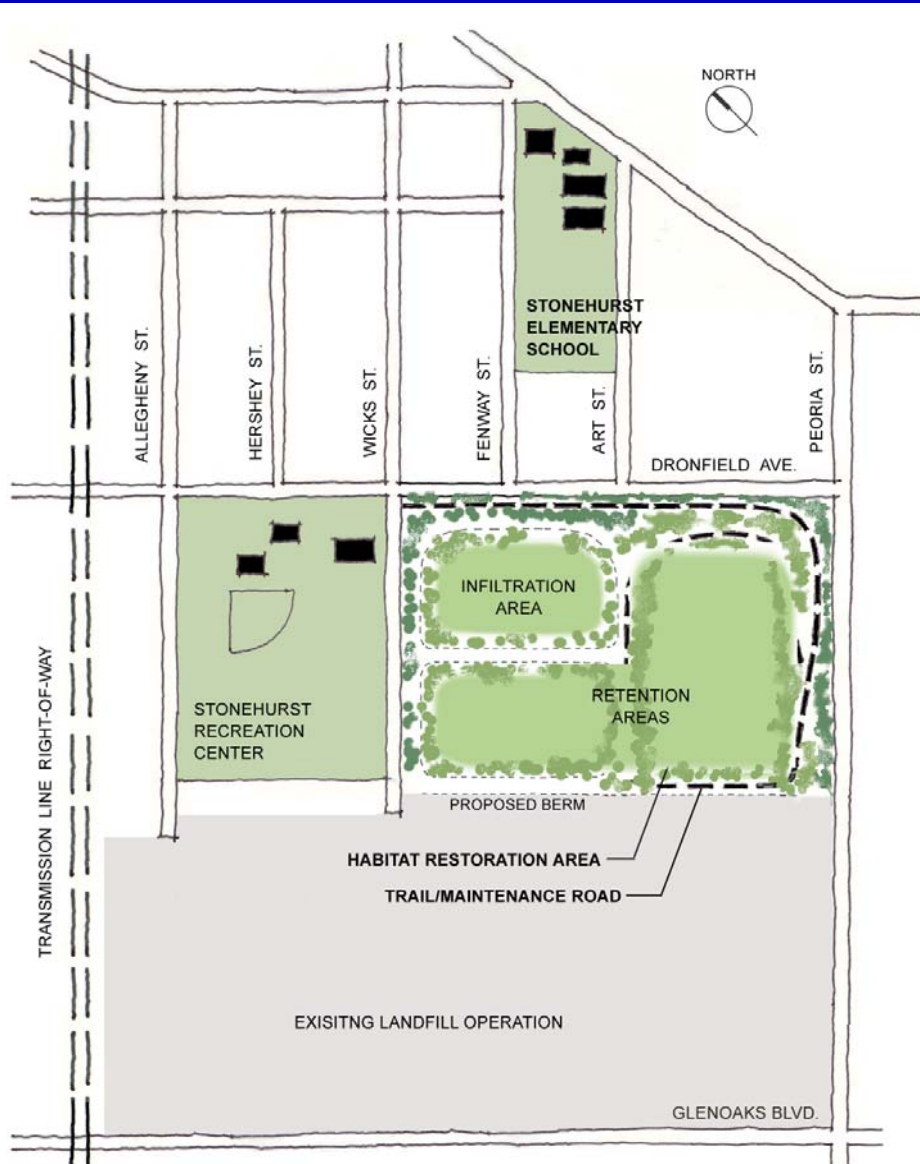 NORTH
STONEHURST
ELEMENTARY
SCHOOL
ALLEGHENY ST.
HERSHEY ST.
WICKS ST.
FENWAY ST.
ART ST.
PEORIA ST.
DRONFIELD AVE.
INFILTRATION
AREA
RETENTION
AREAS
STONEHURST
RECREATION
CENTER
TRANSMISSION LINE RIGHT-OF-WAY
PROPOSED BERM
HABITAT RESTORATION AREA
TRAIL/MAINTENANCE ROAD
EXISITNG LANDFILL OPERATION
GLENOAKS BLVD.